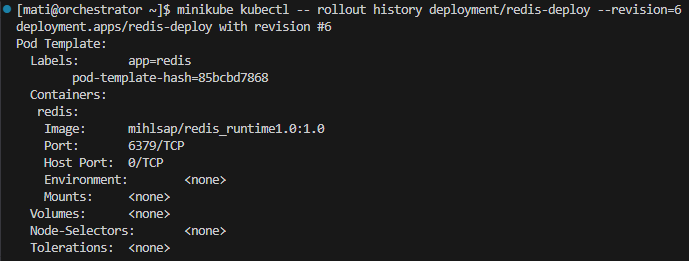 [mati@orchestrator ~]$ minikube kubectl -- rollout history deployment/redis-deploy --revision=6
deployment.apps/redis-deploy with revision #6
Pod Template:
  Labels:       app=redis
        pod-template-hash=85bcbd7868
  Containers:
   redis:
    Image:      mihlsap/redis_runtime1.0:1.0
    Port:       6379/TCP
    Host Port:  0/TCP
    Environment:        <none>
    Mounts:     <none>
  Volumes:      <none>
  Node-Selectors:       <none>
  Tolerations:  <none>